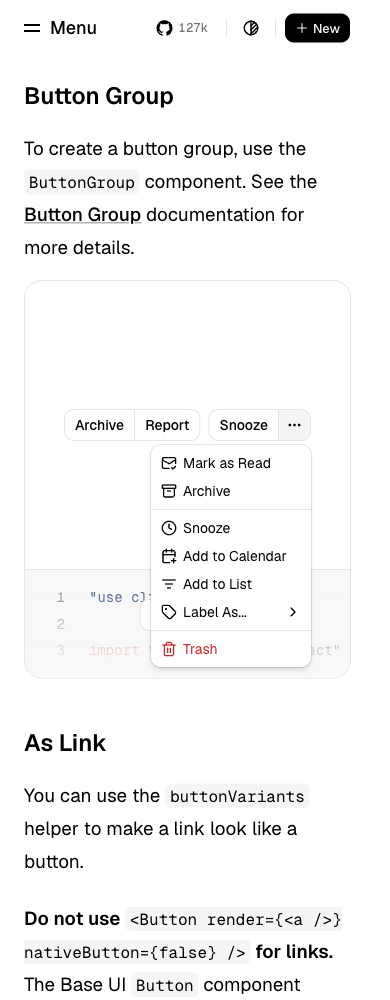 Menu 127k New
Button Group
To create a button group, use the
ButtonGroup component. See the
Button Group documentation for
more details.
Archive Report Snooze
Mark as Read
Archive
Snooze
Add to Calendar
Add to List
Label As...
Trash
1 "use
2
3 import act"
As Link
You can use the buttonVariants
helper to make a link look like a
button.
Do not use <Button render={<a />}
nativeButton={false} /> for links.
The Base UI Button component